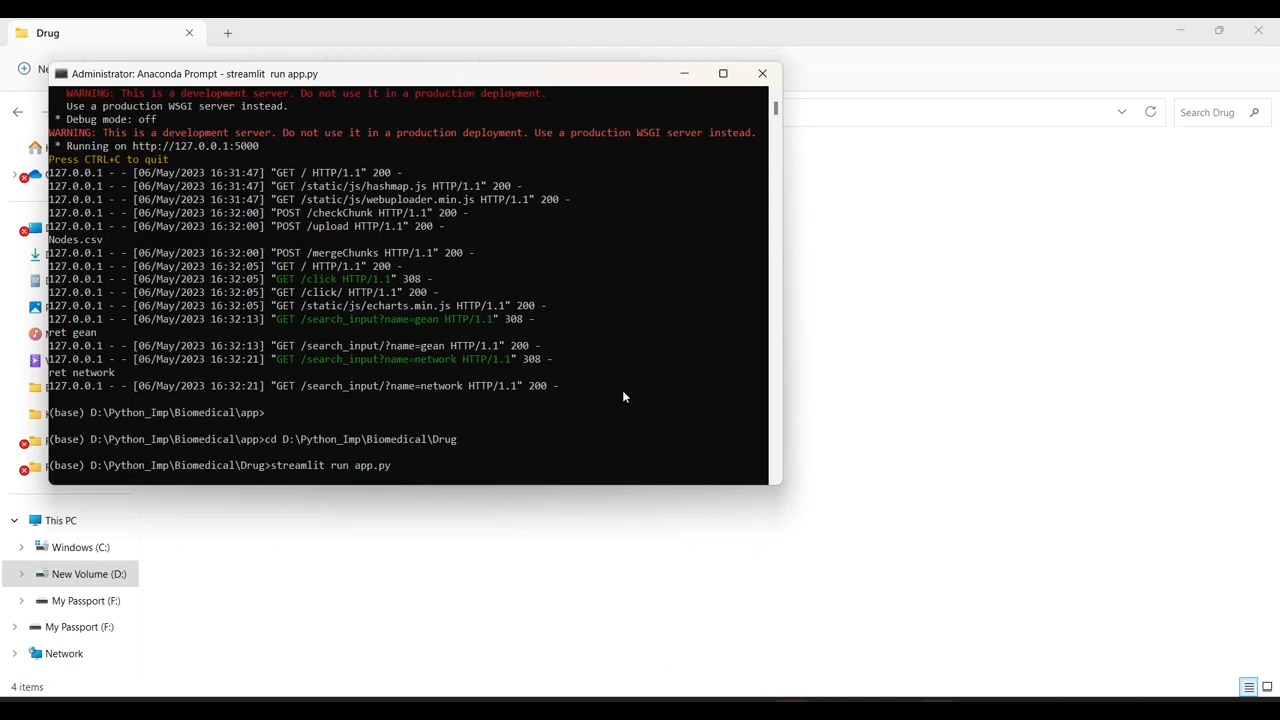 Drug
Ne
Administrator: Anaconda Prompt - streamlit  run app.py
Search Drug
WARNING: This is a development server. Do not use it in a production deployment.
Use a production WSGI server instead.
* Debug mode: off
WARNING: This is a development server. Do not use it in a production deployment. Use a production WSGI server instead.
* Running on http://127.0.0.1:5000
Press CTRL+C to quit
127.0.0.1 - - [06/May/2023 16:31:47] "GET / HTTP/1.1" 200 -
127.0.0.1 - - [06/May/2023 16:31:47] "GET /static/js/hashmap.js HTTP/1.1" 200 -
127.0.0.1 - - [06/May/2023 16:31:47] "GET /static/js/webuploader.min.js HTTP/1.1" 200 -
127.0.0.1 - - [06/May/2023 16:32:00] "POST /checkChunk HTTP/1.1" 200 -
127.0.0.1 - - [06/May/2023 16:32:00] "POST /upload HTTP/1.1" 200 -
Nodes.csv
127.0.0.1 - - [06/May/2023 16:32:00] "POST /mergeChunks HTTP/1.1" 200 -
127.0.0.1 - - [06/May/2023 16:32:05] "GET / HTTP/1.1" 200 -
127.0.0.1 - - [06/May/2023 16:32:05] "GET /click HTTP/1.1" 308 -
127.0.0.1 - - [06/May/2023 16:32:05] "GET /click/ HTTP/1.1" 200 -
127.0.0.1 - - [06/May/2023 16:32:05] "GET /static/js/echarts.min.js HTTP/1.1" 200 -
127.0.0.1 - - [06/May/2023 16:32:13] "GET /search_input?name=gean HTTP/1.1" 308 -
ret gean
127.0.0.1 - - [06/May/2023 16:32:13] "GET /search_input/?name=gean HTTP/1.1" 200 -
127.0.0.1 - - [06/May/2023 16:32:21] "GET /search_input?name=network HTTP/1.1" 308 -
ret network
127.0.0.1 - - [06/May/2023 16:32:21] "GET /search_input/?name=network HTTP/1.1" 200 -
(base) D:\Python_Imp\Biomedical\app>
(base) D:\Python_Imp\Biomedical\app>cd D:\Python_Imp\Biomedical\Drug
(base) D:\Python_Imp\Biomedical\Drug>streamlit run app.py
This PC
Windows (C:)
New Volume (D:)
My Passport (F:)
My Passport (F:)
Network
4 items